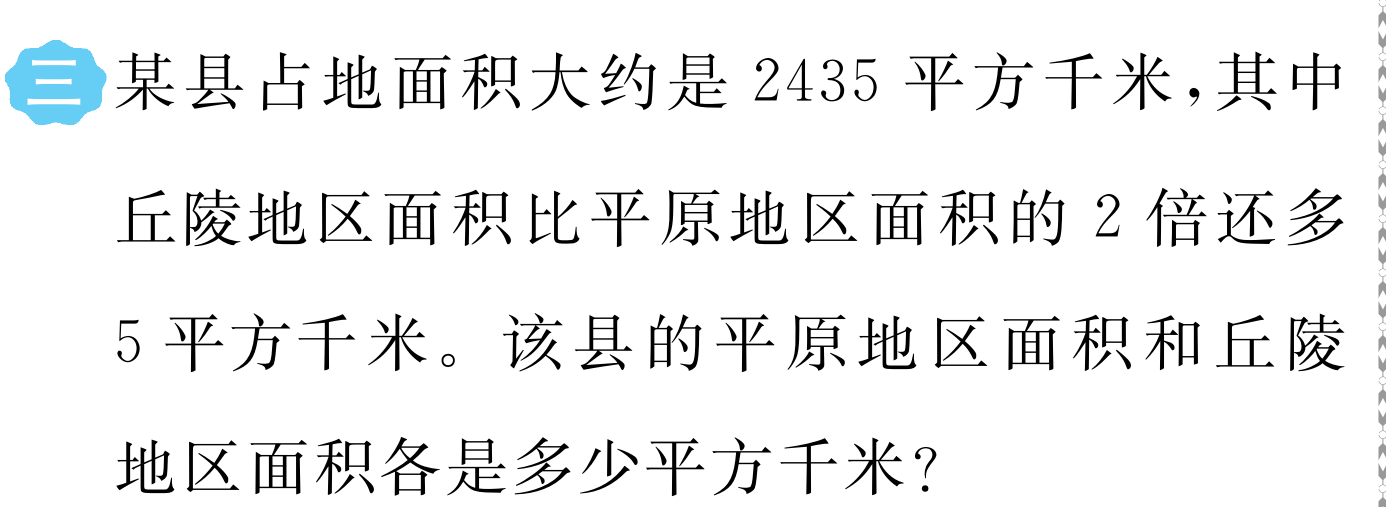 三 某县占地面积大约是 2435 平方千米,其中
丘陵地区面积比平原地区面积的 2 倍还多
5 平方千米。该县的平原地区面积和丘陵
地区面积各是多少平方千米?